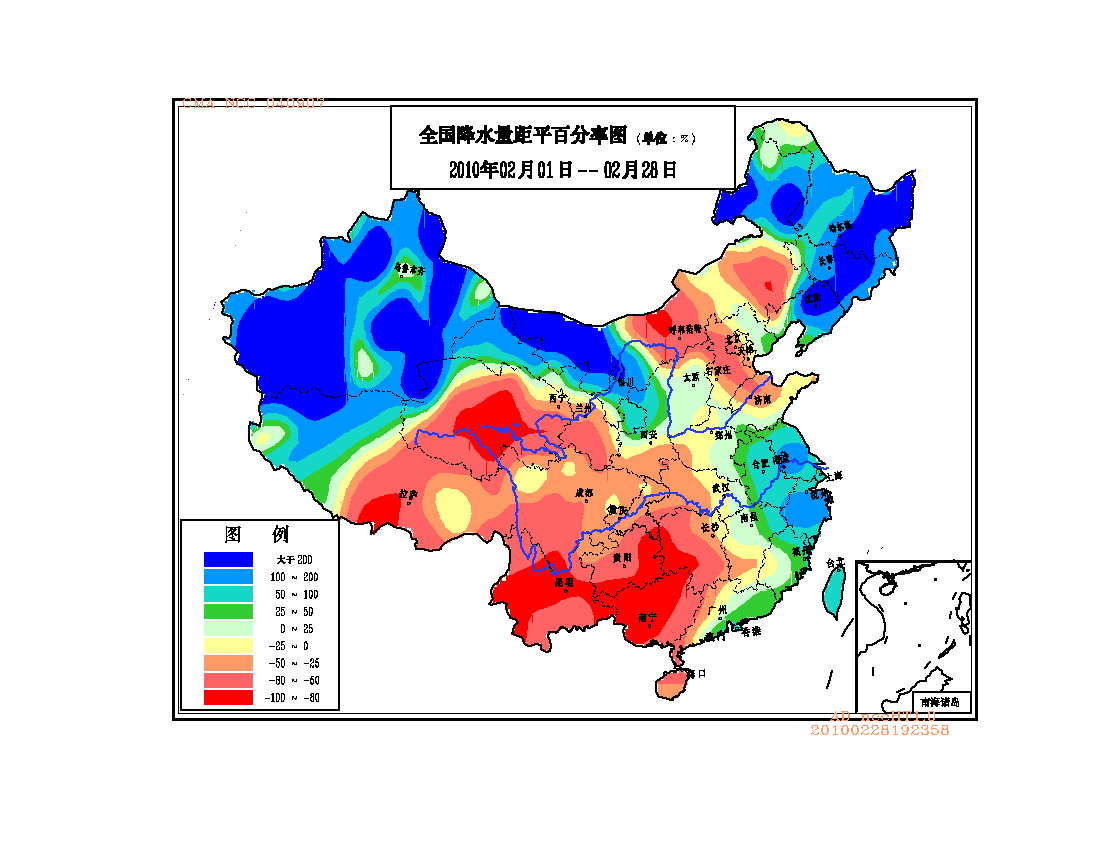 CMA NCC 040902
全国降水量距平百分率图 (单位:%)
2010年02月01日 -- 02月28日
哈尔滨
长春
乌鲁木齐
沈阳
呼和浩特
北京
天津
银川
太原
石家庄
西宁
兰州
济南
西安
郑州
合肥
南京
上海
拉萨
成都
武汉
杭州
重庆
长沙
南昌
贵阳
福州
昆明
台北
南宁
广州
澳门
香港
海口
图 例
大于 200
100 ~ 200
50 ~ 100
25 ~ 50
0 ~ 25
-25 ~ 0
-50 ~ -25
-80 ~ -50
-100 ~ -80
南海诸岛
20100228192358